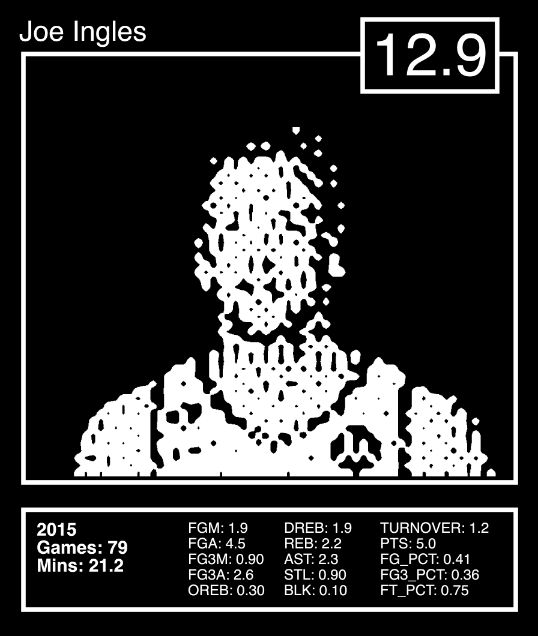 Joe Ingles
12.9
2015
Games: 79
Mins: 21.2
FGM: 1.9
FGA: 4.5
FG3M: 0.90
FG3A: 2.6
OREB: 0.30
DREB: 1.9
REB: 2.2
AST: 2.3
STL: 0.90
BLK: 0.10
TURNOVER: 1.2
PTS: 5.0
FG_PCT: 0.41
FG3_PCT: 0.36
FT_PCT: 0.75